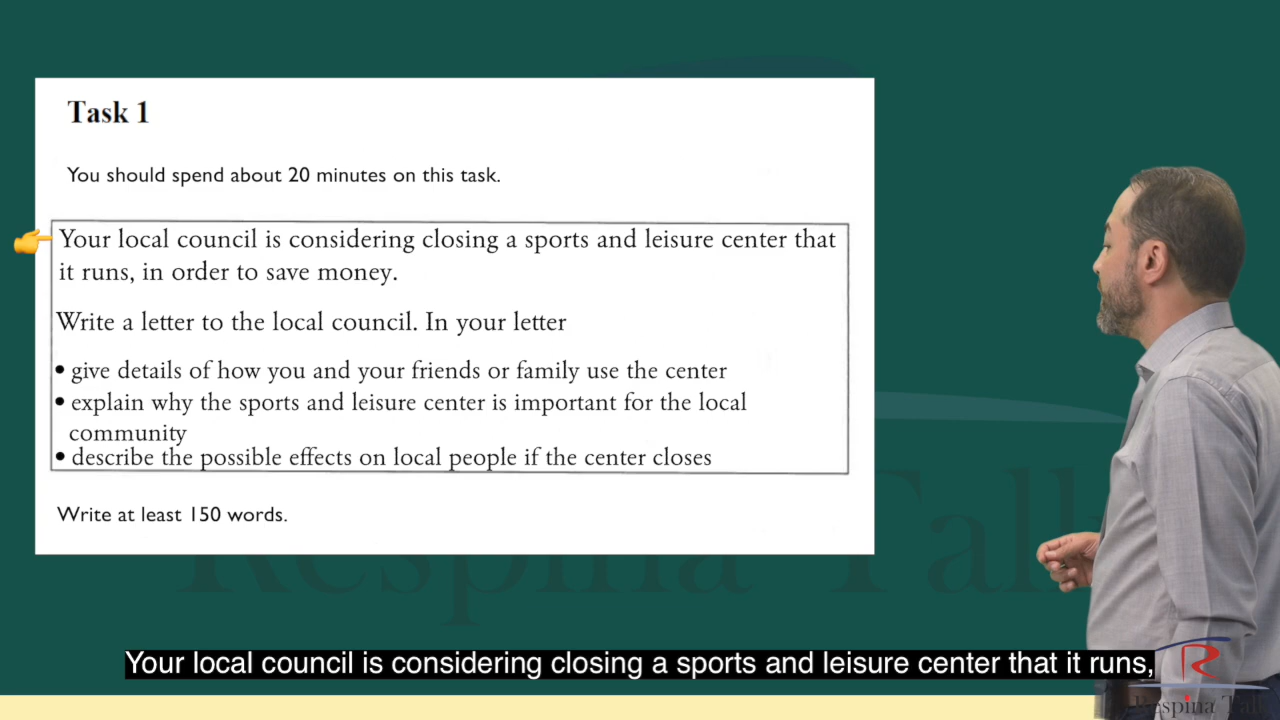 Task 1
You should spend about 20 minutes on this task.
Your local council is considering closing a sports and leisure center that
it runs, in order to save money.
Write a letter to the local council. In your letter
• give details of how you and your friends or family use the center
• explain why the sports and leisure center is important for the local
community
• describe the possible effects on local people if the center closes
Write at least 150 words.
Respina Talk
Your local council is considering closing a sports and leisure center that it runs,
R
Respina Talk